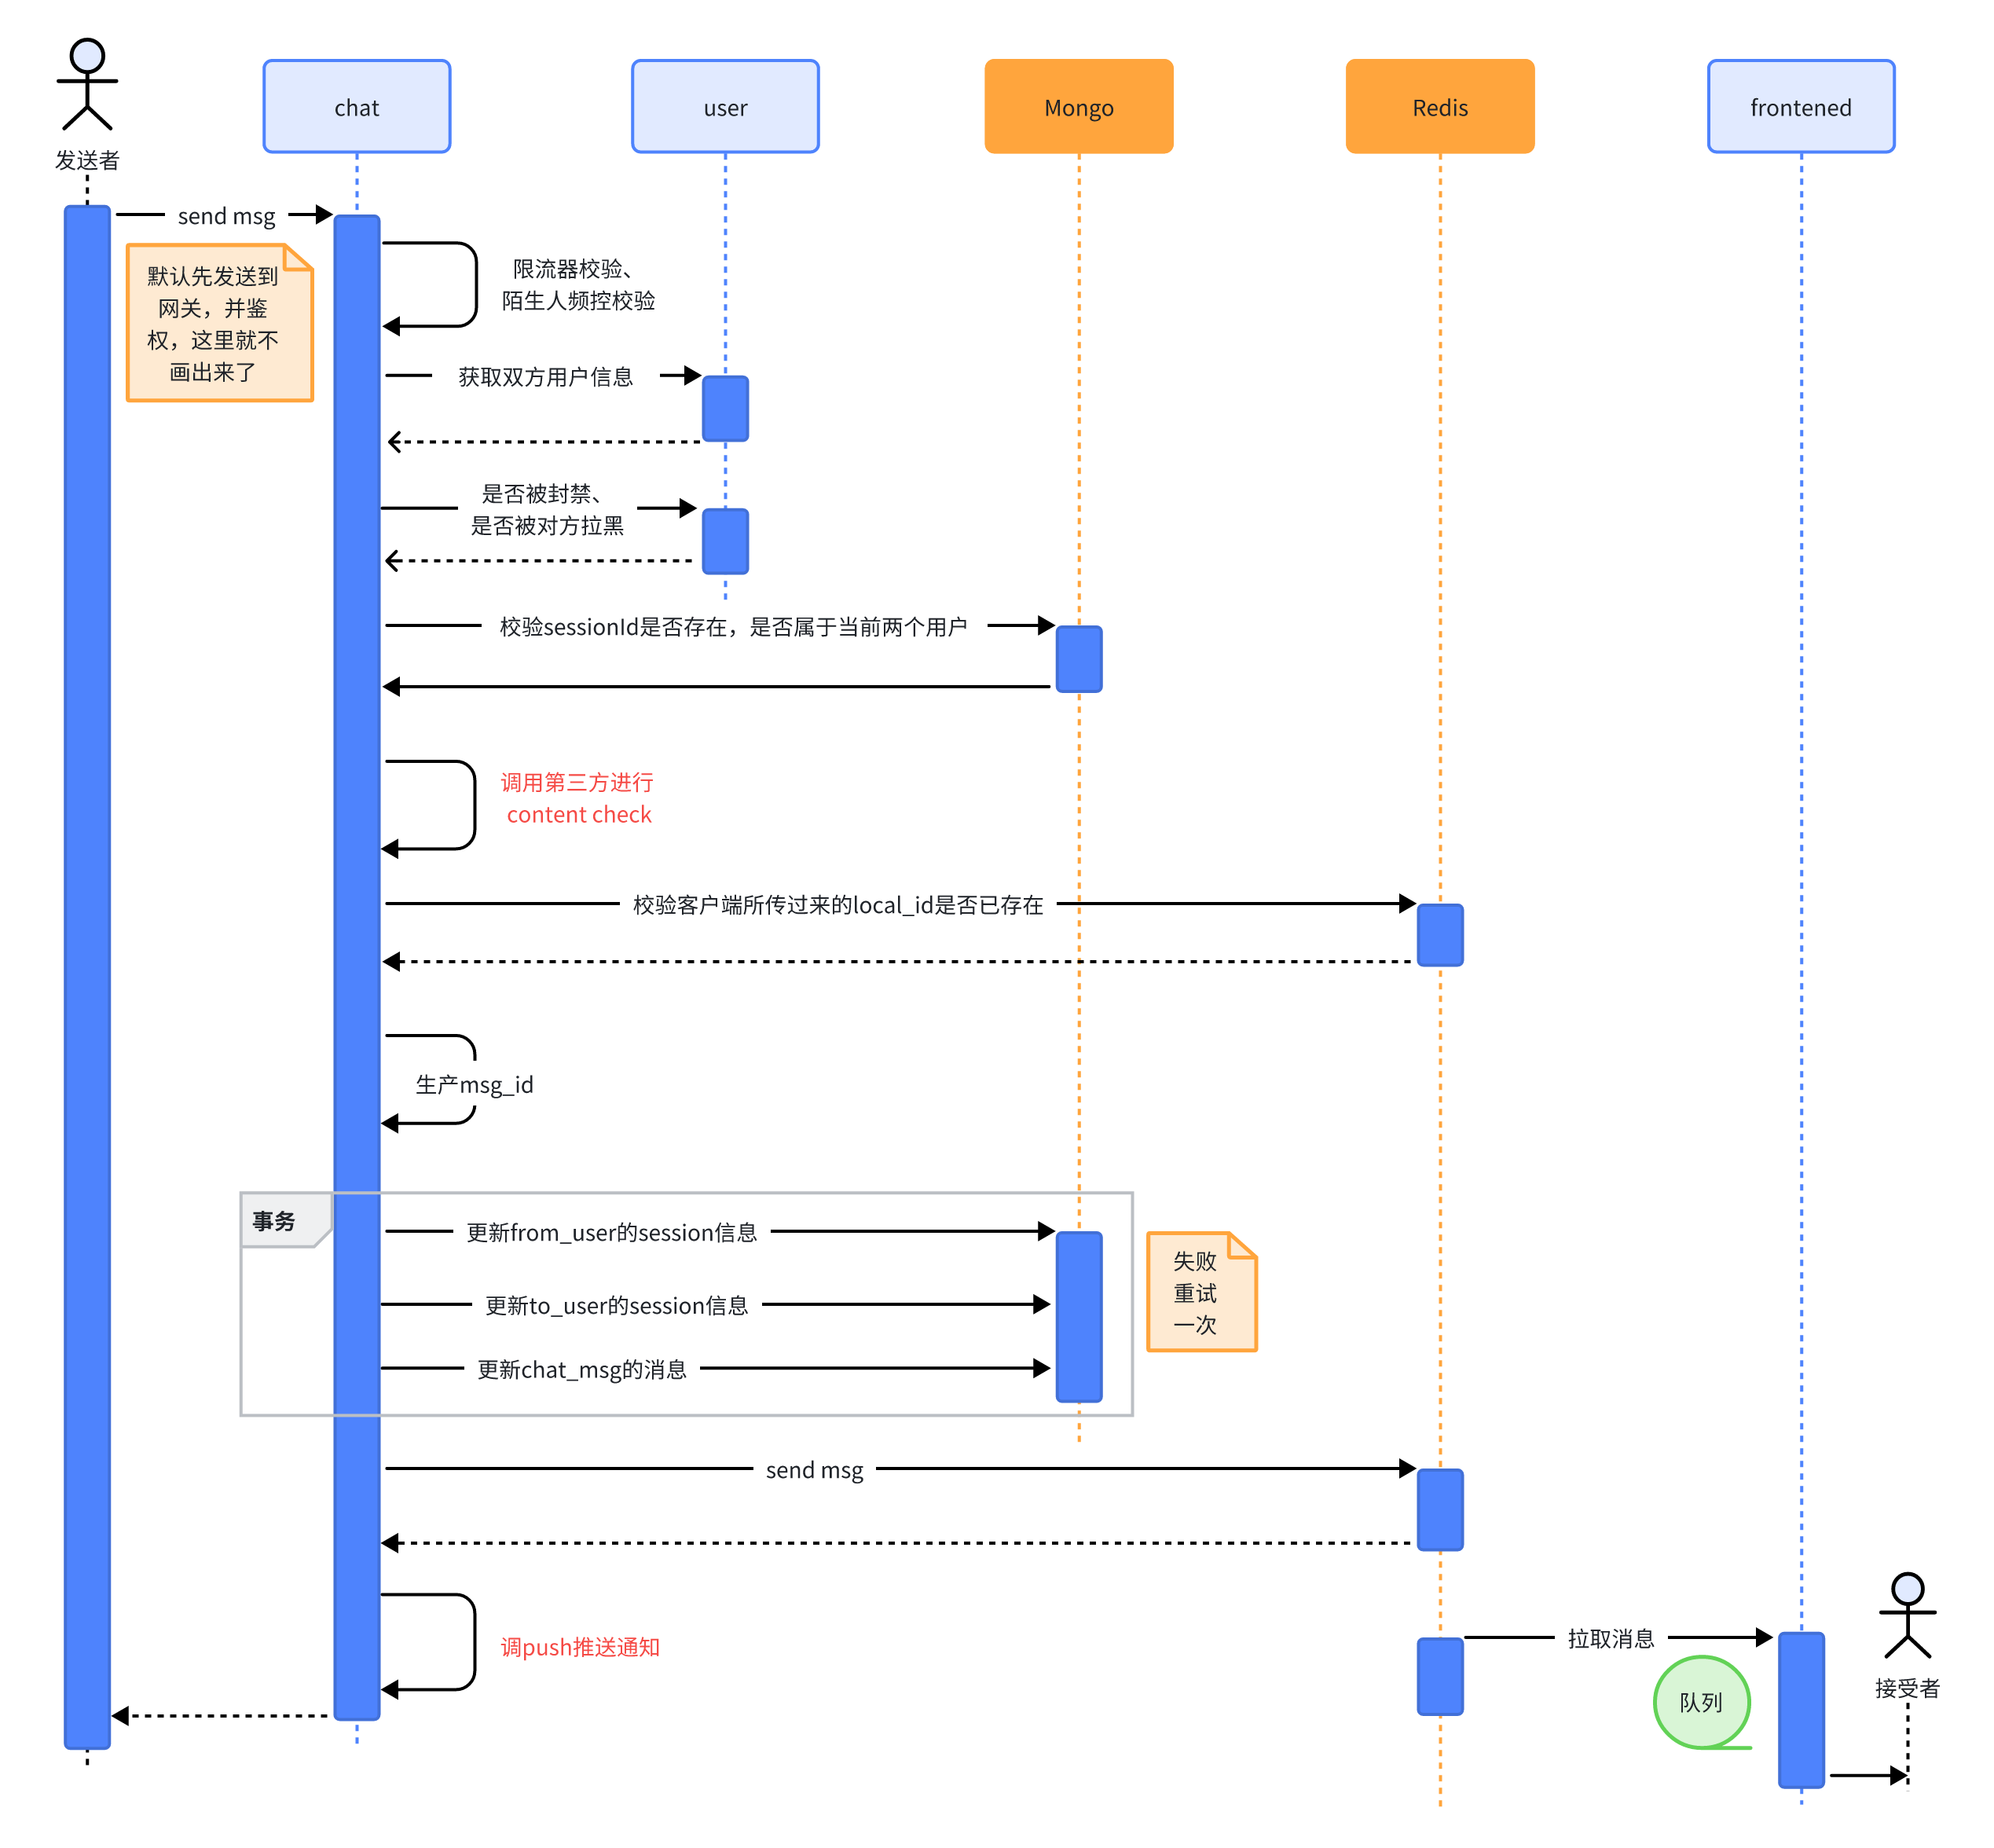 发送者
chat
user
Mongo
Redis
frontened
send msg
默认先发送到
网关，并鉴
权，这里就不
画出来了
限流器校验、
陌生人频控校验
获取双方用户信息
是否被封禁、
是否被对方拉黑
校验sessionId是否存在，是否属于当前两个用户
调用第三方进行
content check
校验客户端所传过来的local_id是否已存在
生产msg_id
事务
更新from_user的session信息
更新to_user的session信息
更新chat_msg的消息
失败
重试
一次
send msg
调push推送通知
拉取消息
队列
接受者